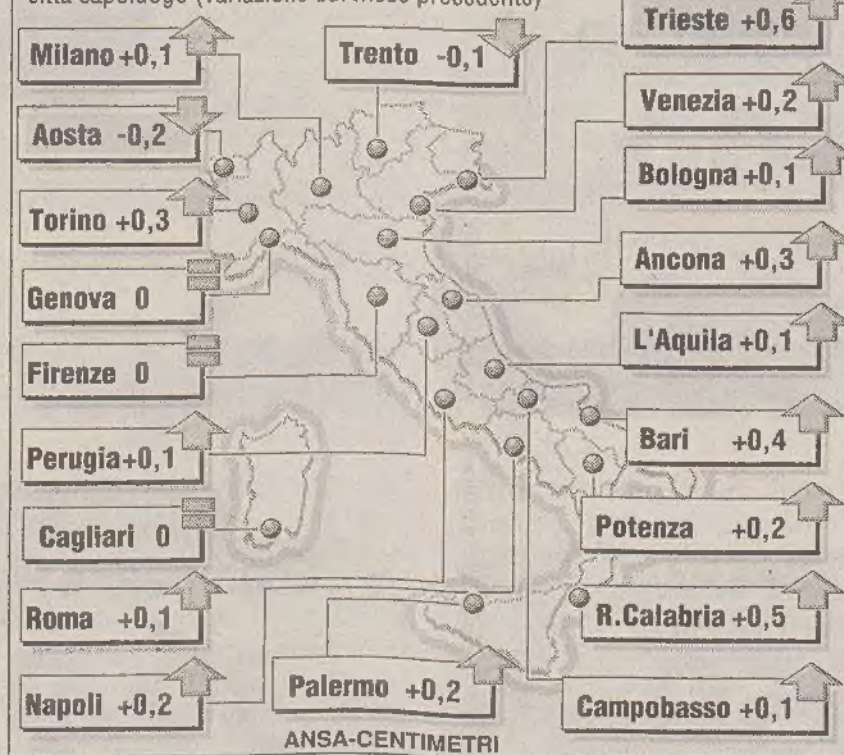 Milano +0,1
Aosta -0,2
Torino +0,3
Genova 0
Firenze 0
Perugia +0,1
Cagliari 0
Roma +0,1
Napoli +0,2
Trento -0,1
Palermo +0,2
Trieste +0,6
Venezia +0,2
Bologna +0,1
Ancona +0,3
L'Aquila +0,1
Bari +0,4
Potenza +0,2
R.Calabria +0,5
Campobasso +0,1
ANSA-CENTIMETRI